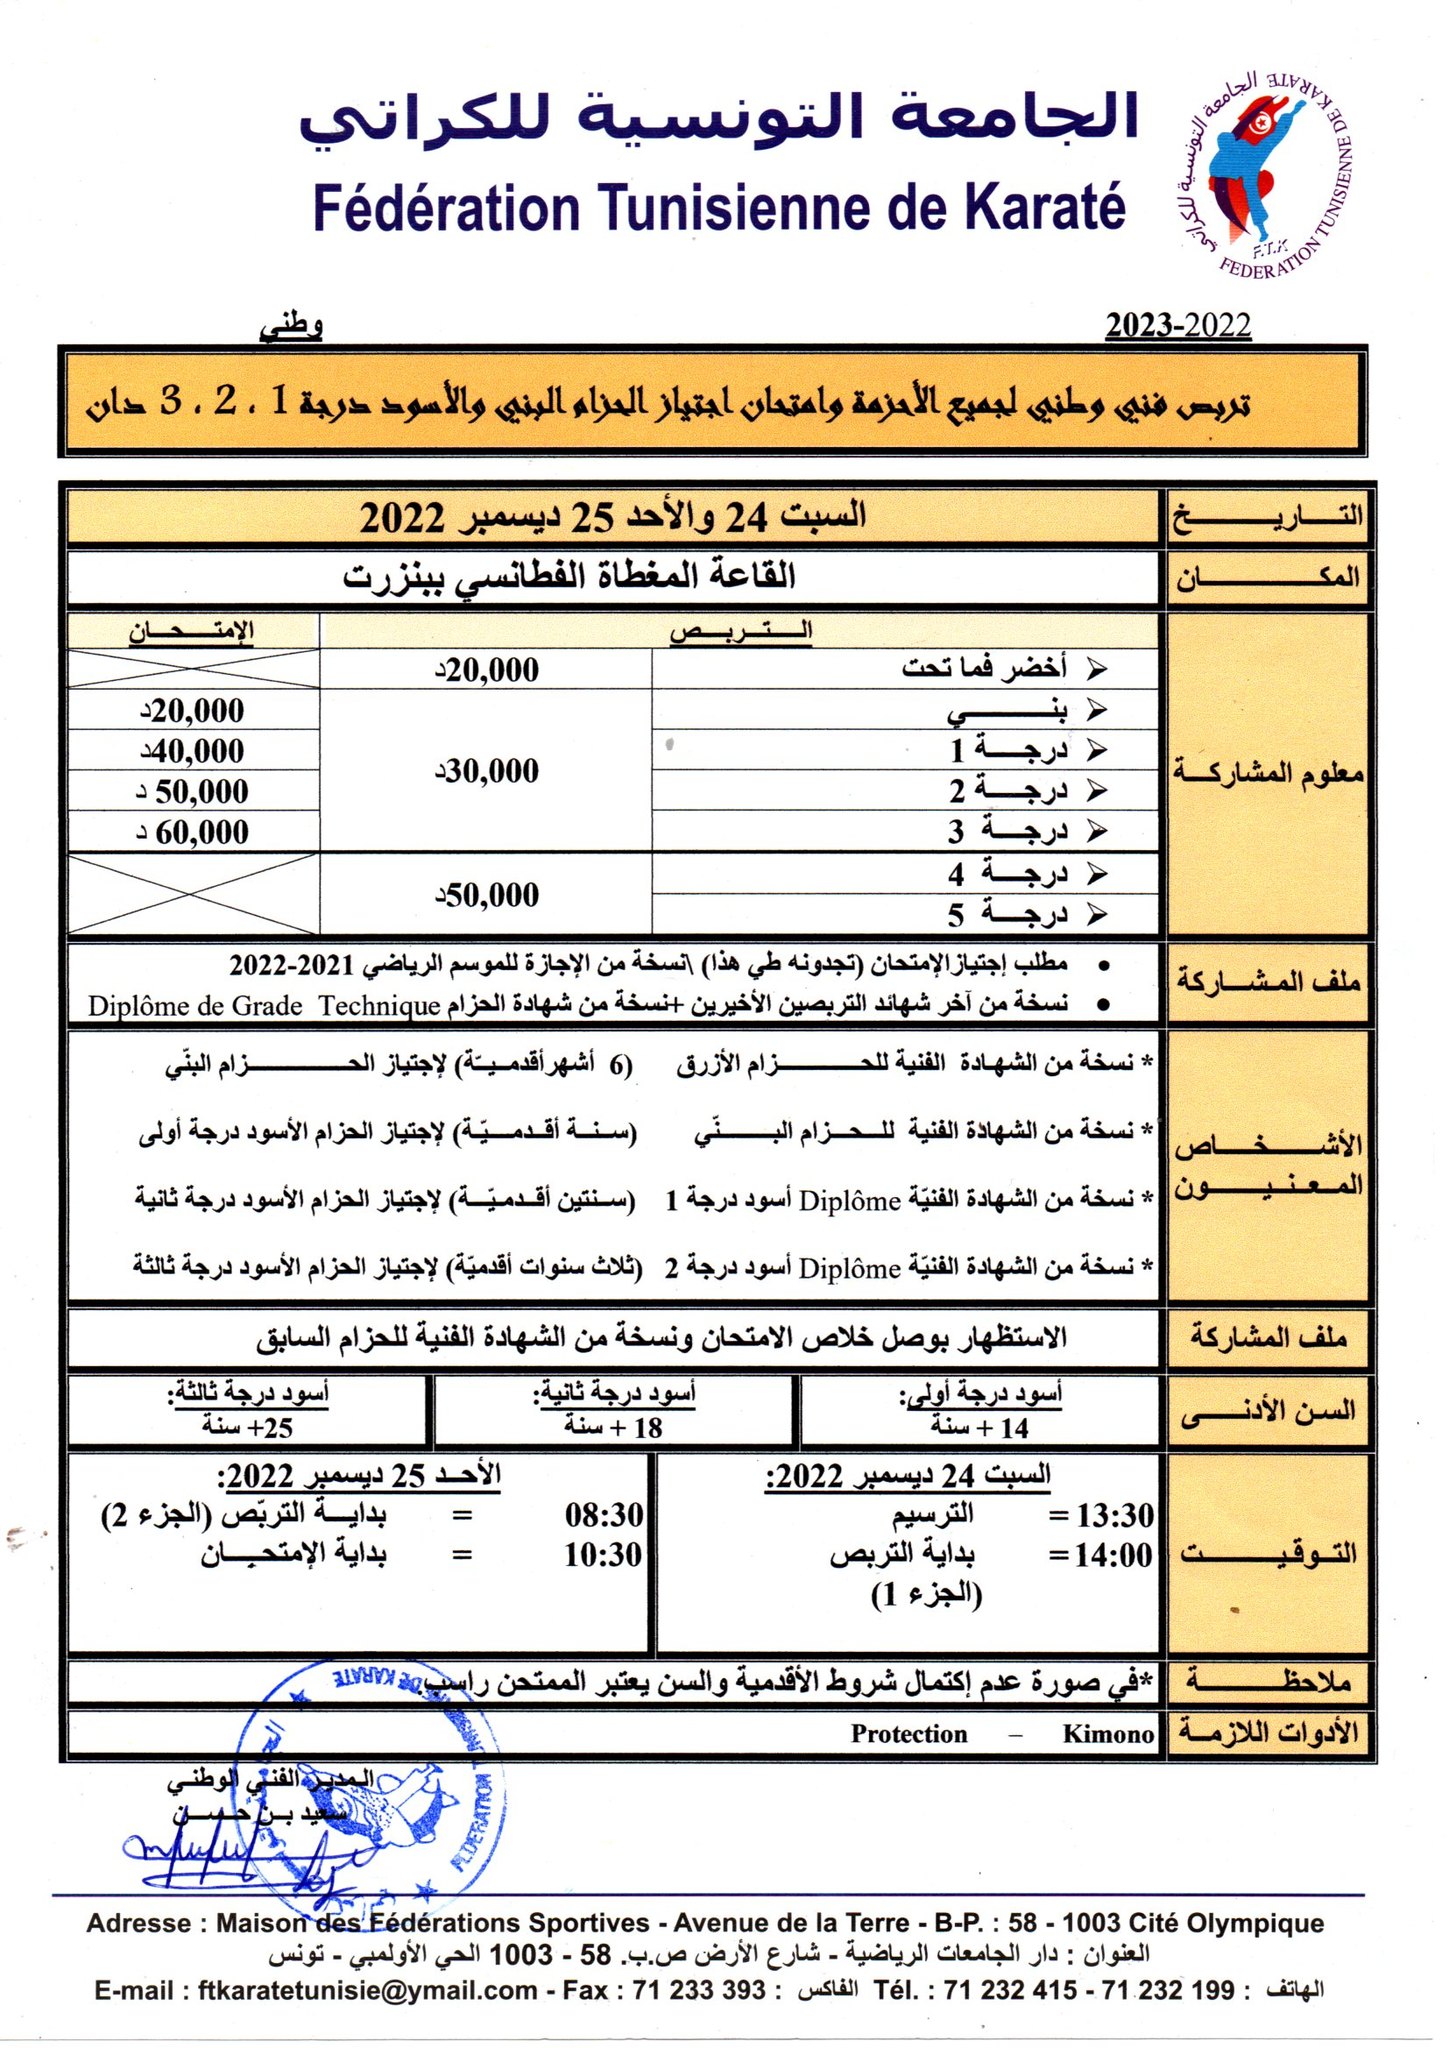 الجامعة التونسية للكراتي
Fédération Tunisienne de Karaté
الجامعة التونسية للكراتي
FEDERATION TUNISIENNE DE KARATE
F.T.K
2023-2022
وطني
تربص فني وطني لجميع الأحزمة وامتحان اجتياز الحزام البني والأسود درجة 1 ، 2 ، 3 دان
التاريخ
السبت 24 والأحد 25 ديسمبر 2022
المكان
القاعة المغطاة الفطانسي ببنزرت
معلوم المشاركة
التربص
الإمتحان
أخضر فما تحت
20,000د
بني
30,000د
20,000د
درجة 1
40,000د
درجة 2
50,000 د
درجة 3
60,000 د
درجة 4
50,000د
درجة 5
ملف المشاركة
• مطلب إجتيازالإمتحان (تجدونه طي هذا) \نسخة من الإجازة للموسم الرياضي 2021-2022
• نسخة من آخر شهائد التربصين الأخيرين +نسخة من شهادة الحزام Diplôme de Grade Technique
الأشخاص المعنيون
* نسخة من الشهادة الفنية للحزام الأزرق (6 أشهرأقدميّة) لإجتياز الحزام البنّي
* نسخة من الشهادة الفنية للحزام البنّي (سنة أقدميّة) لإجتياز الحزام الأسود درجة أولى
* نسخة من الشهادة الفنيّة Diplôme أسود درجة 1 (سنتين أقدميّة) لإجتياز الحزام الأسود درجة ثانية
* نسخة من الشهادة الفنيّة Diplôme أسود درجة 2 (ثلاث سنوات أقدميّة) لإجتياز الحزام الأسود درجة ثالثة
ملف المشاركة
الاستظهار بوصل خلاص الامتحان ونسخة من الشهادة الفنية للحزام السابق
السن الأدنى
أسود درجة أولي:
14 + سنة
أسود درجة ثانية:
18 + سنة
أسود درجة ثالثة:
25+ سنة
التوقيت
السبت 24 ديسمبر 2022:
13:30 = الترسيم
14:00 = بداية التربص
(الجزء 1)
الأحد 25 ديسمبر 2022:
08:30 = بداية التربّص (الجزء 2)
10:30 = بداية الإمتحان
ملاحظة
*في صورة عدم إكتمال شروط الأقدمية والسن يعتبر الممتحن راسب.
الأدوات اللازمة
Protection – Kimono
المدير الفني الوطني
سعيد بن حسن
Adresse : Maison des Fédérations Sportives - Avenue de la Terre - B-P. : 58 - 1003 Cité Olympique
العنوان : دار الجامعات الرياضية - شارع الأرض ص.ب. 58 - 1003 الحي الأولمبي - تونس
E-mail : ftkaratetunisie@ymail.com - Fax : 71 233 393 : الفاكس Tél. : 71 232 415 - 71 232 199 : الهاتف